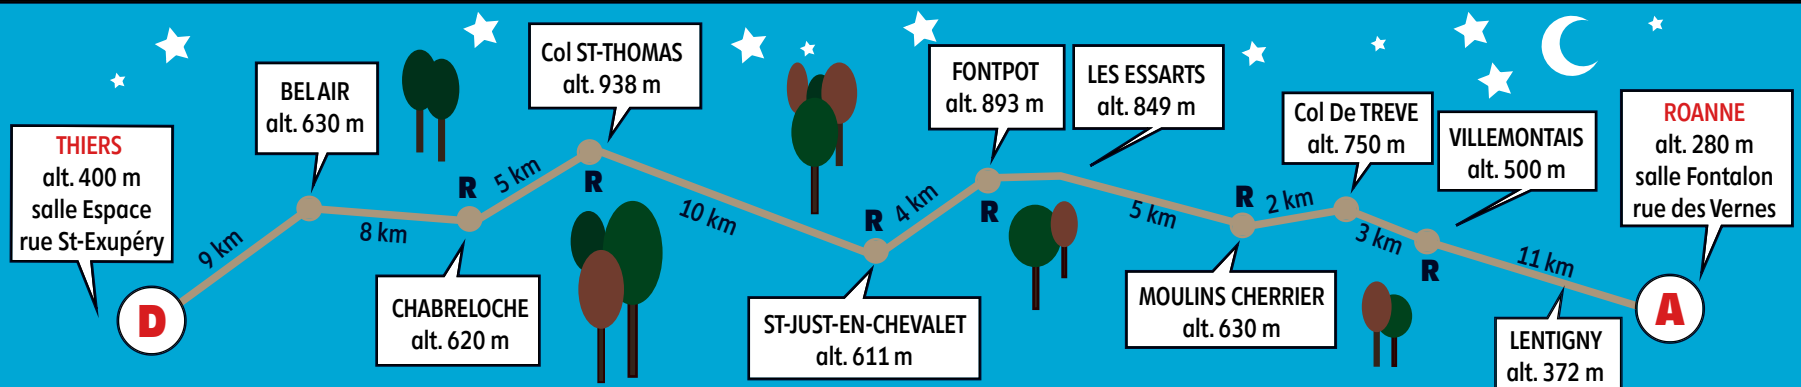 THIERS
alt. 400 m
salle Espace
rue St-Exupéry
D
9 km
BEL AIR
alt. 630 m
8 km
R
CHABRELOCHE
alt. 620 m
5 km
Col ST-THOMAS
alt. 938 m
R
10 km
R
ST-JUST-EN-CHEVALET
alt. 611 m
4 km
FONTPOT
alt. 893 m
R
LES ESSARTS
alt. 849 m
5 km
R
MOULINS CHERRIER
alt. 630 m
2 km
Col De TREVE
alt. 750 m
3 km
VILLEMONTAIS
alt. 500 m
R
11 km
LENTIGNY
alt. 372 m
ROANNE
alt. 280 m
salle Fontalon
rue des Vernes
A